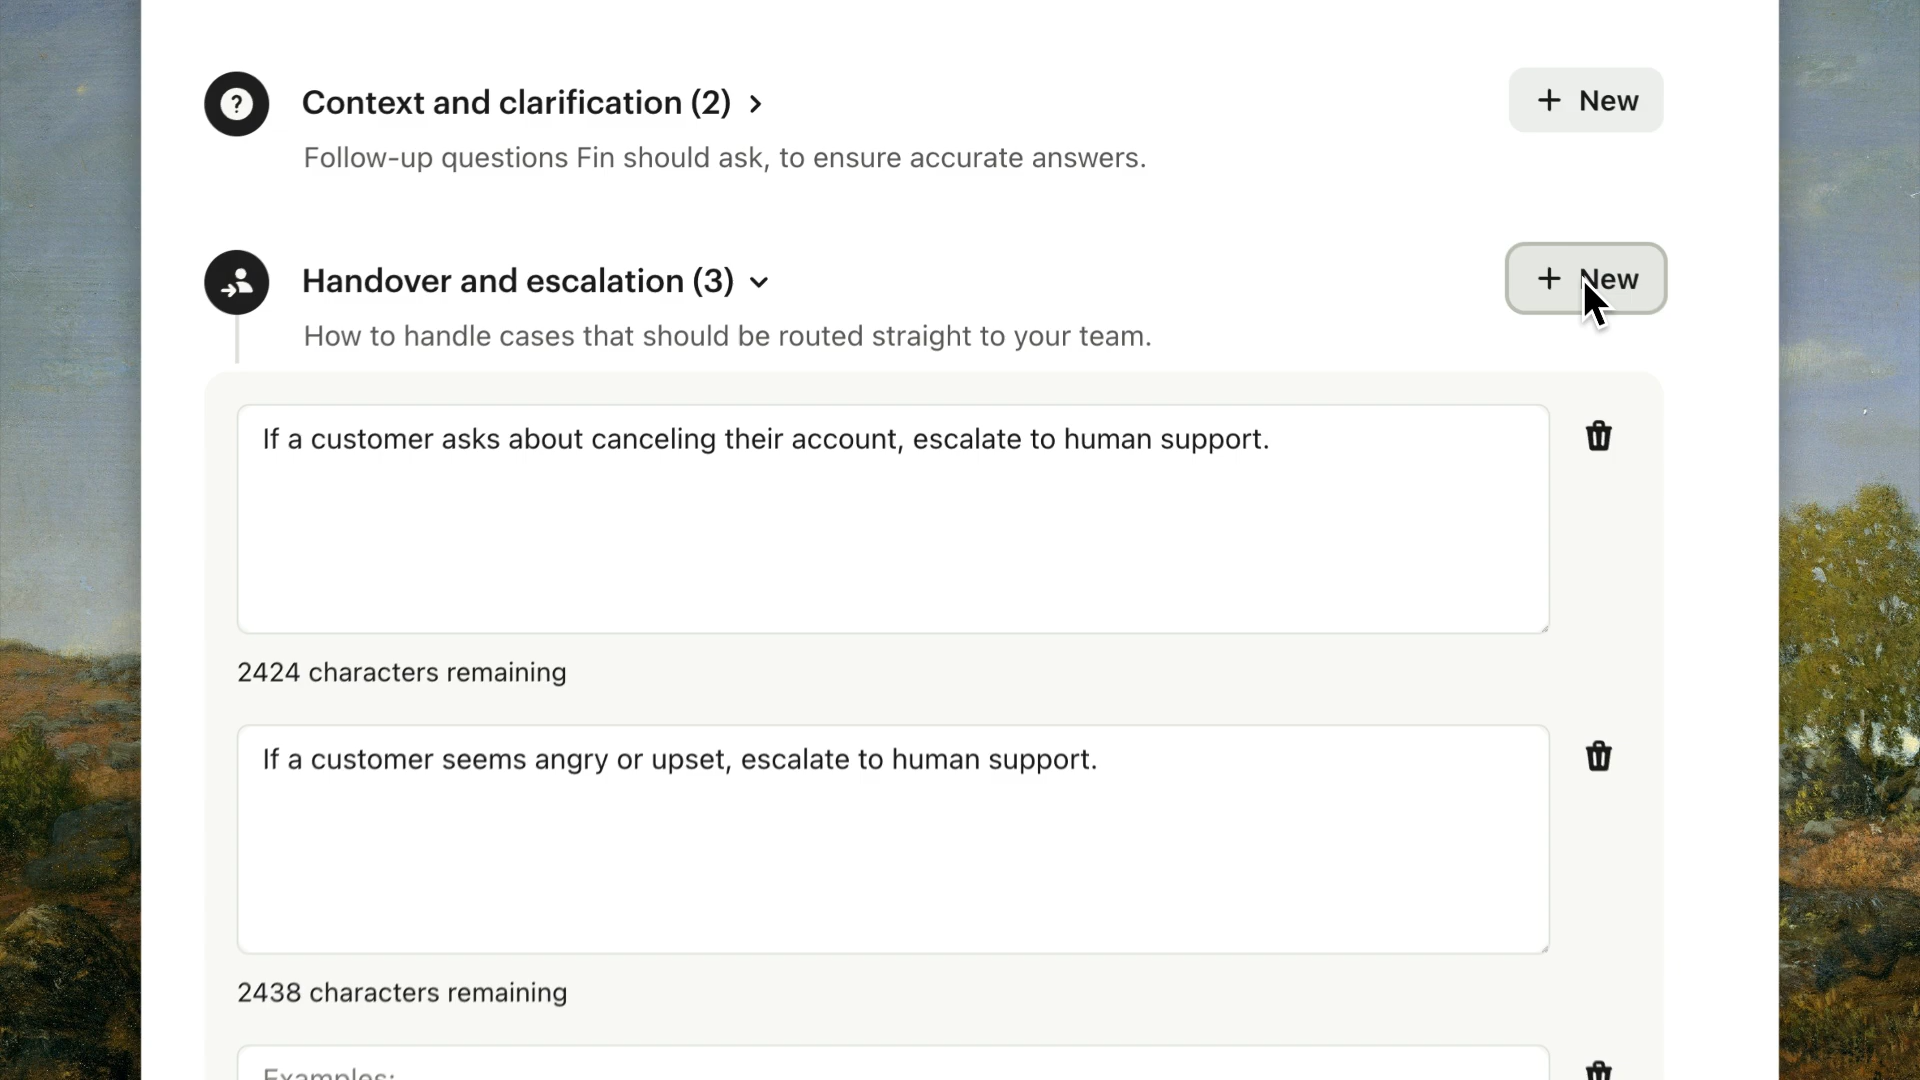 Context and clarification (2)
+ New
Follow-up questions Fin should ask, to ensure accurate answers.
Handover and escalation (3)
+ New
How to handle cases that should be routed straight to your team.
If a customer asks about canceling their account, escalate to human support.
2424 characters remaining
If a customer seems angry or upset, escalate to human support.
2438 characters remaining
Examples: